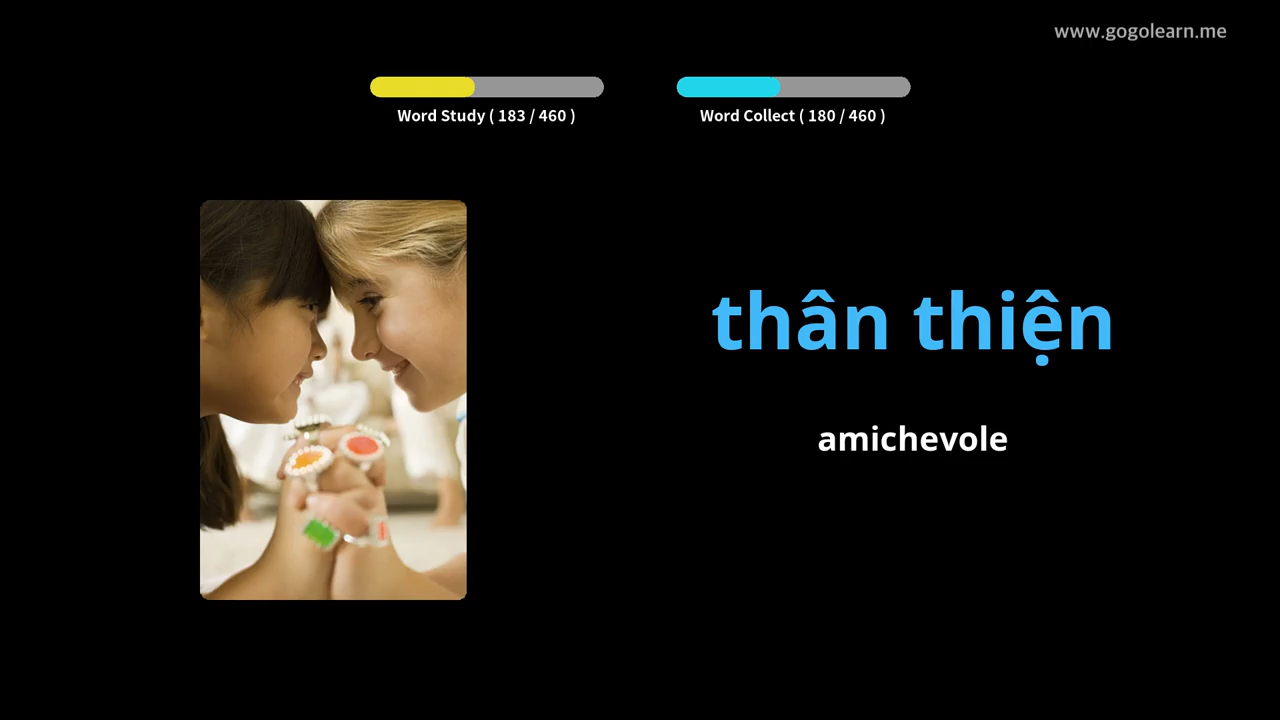 www.gogolearn.me
Word Study ( 183 / 460 )
Word Collect ( 180 / 460 )
thân thiện
amichevole